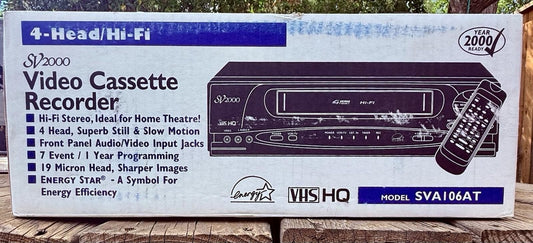 4-Head/Hi-Fi
YEAR
2000
READY
SV2000
Video Cassette
Recorder
Hi-Fi Stereo, Ideal for Home Theatre!
4 Head, Superb Still & Slow Motion
Front Panel Audio/Video Input Jacks
7 Event / 1 Year Programming
19 Micron Head, Sharper Images
ENERGY STAR® - A Symbol For
Energy Efficiency
SV2000
HI-FI
VHS HQ
energy
VHS HQ
MODEL SVA106AT